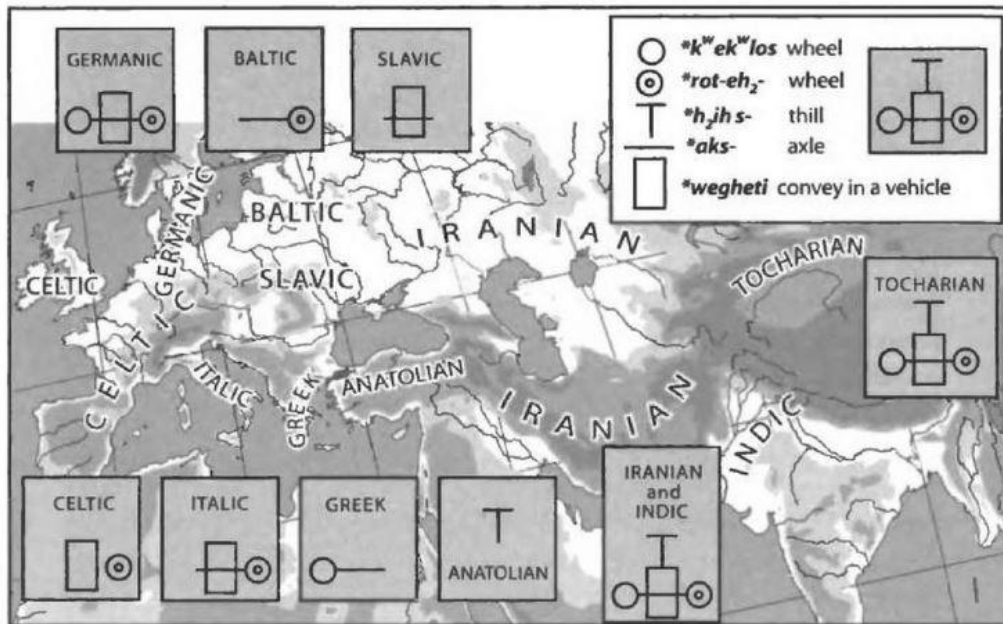 GERMANIC
BALTIC
SLAVIC
*kʷekʷlos wheel
*rot-eh₂- wheel
*h₂ih s- thill
*aks- axle
*wegheti convey in a vehicle
GERMANIC
BALTIC
SLAVIC
CELTIC
CELTIC
ITALIC
GREEK
ANATOLIAN
IRANIAN
IRANIAN
INDIC
TOCHARIAN
TOCHARIAN
CELTIC
ITALIC
GREEK
ANATOLIAN
IRANIAN
and
INDIC